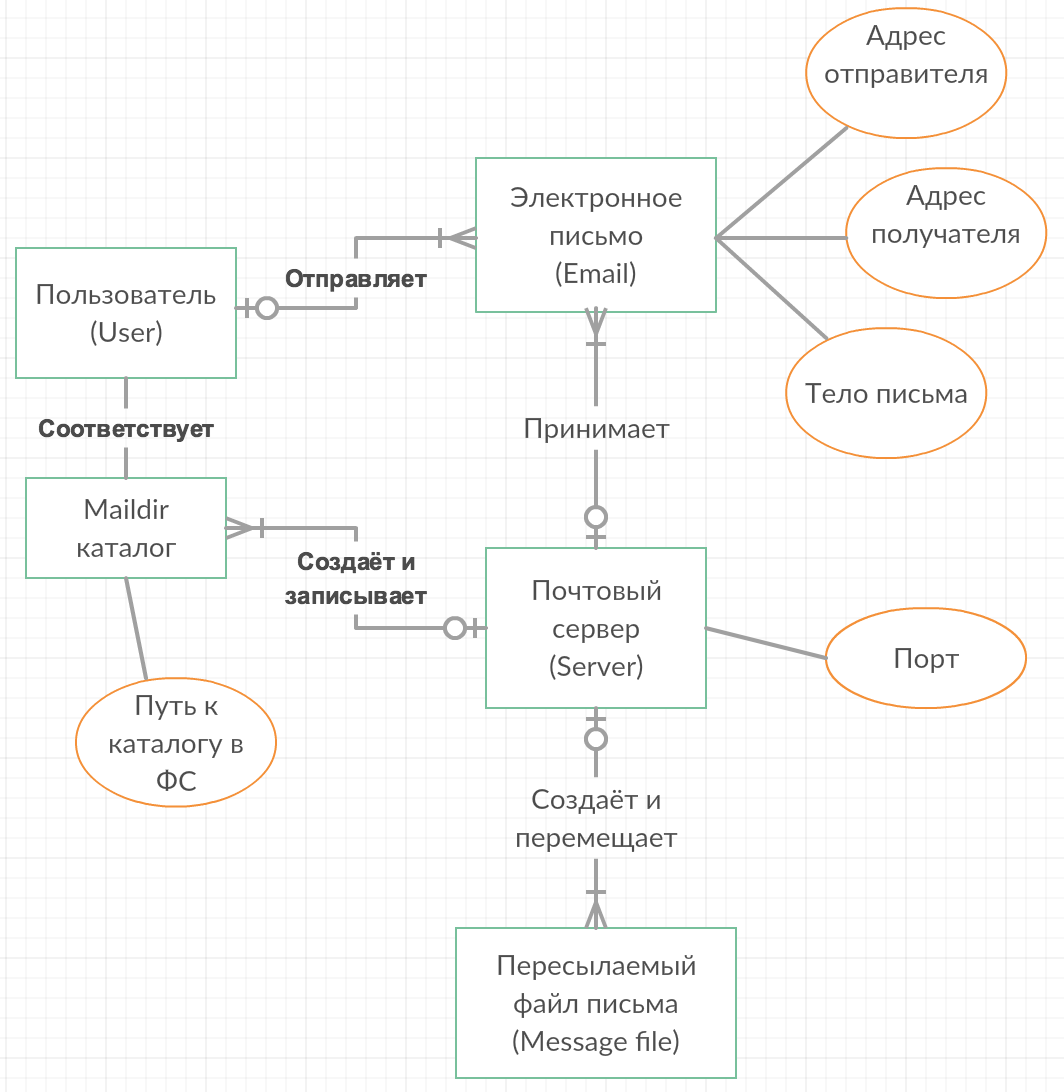 Адрес
отправителя
Электронное
письмо
(Email)
Адрес
получателя
Отправляет
Пользователь
(User)
Тело письма
Соответствует
Принимает
Maildir
каталог
Создаёт и
записывает
Почтовый
сервер
(Server)
Порт
Путь к
каталогу в
ФС
Создаёт и
перемещает
Пересылаемый
файл письма
(Message file)